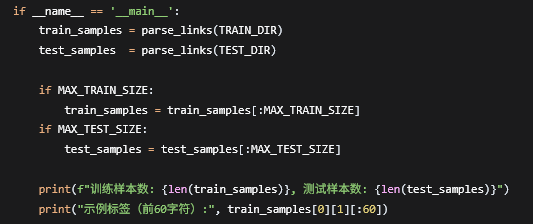 if __name__ == '__main__':
    train_samples = parse_links(TRAIN_DIR)
    test_samples  = parse_links(TEST_DIR)

    if MAX_TRAIN_SIZE:
        train_samples = train_samples[:MAX_TRAIN_SIZE]
    if MAX_TEST_SIZE:
        test_samples = test_samples[:MAX_TEST_SIZE]

    print(f"训练样本数: {len(train_samples)}, 测试样本数: {len(test_samples)}")
    print("示例标签（前60字符）:", train_samples[0][1][:60])